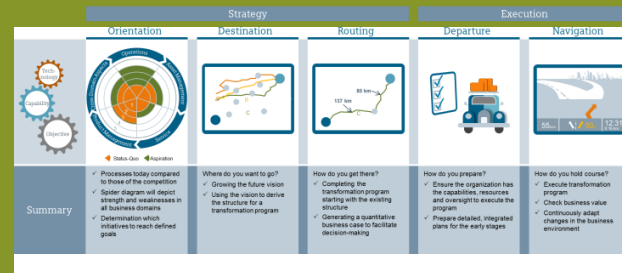 Strategy
Execution
Orientation
Destination
Routing
Departure
Navigation
Tech-
nology
Capability
Objective
Operations
Service
Status-Quo
Aspiration
B
C
137 km
85 km
C
12:31
Summary
Processes today compared
to those of the competition
Spider diagram will depict
strength and weaknesses in
all business domains
Determination which
initiatives to reach defined
goals
Where do you want to go?
Growing the future vision
Using the vision to derive
the structure for a
transformation program
How do you get there?
Completing the
transformation program
starting with the existing
structure
Generating a quantitative
business case to facilitate
decision-making
How do you prepare?
Ensure the organization has
the capabilities, resources
and oversight to execute the
program
Prepare detailed, integrated
plans for the early stages
How do you hold course?
Execute transformation
program
Check business value
Continuously adapt
changes in the business
environment